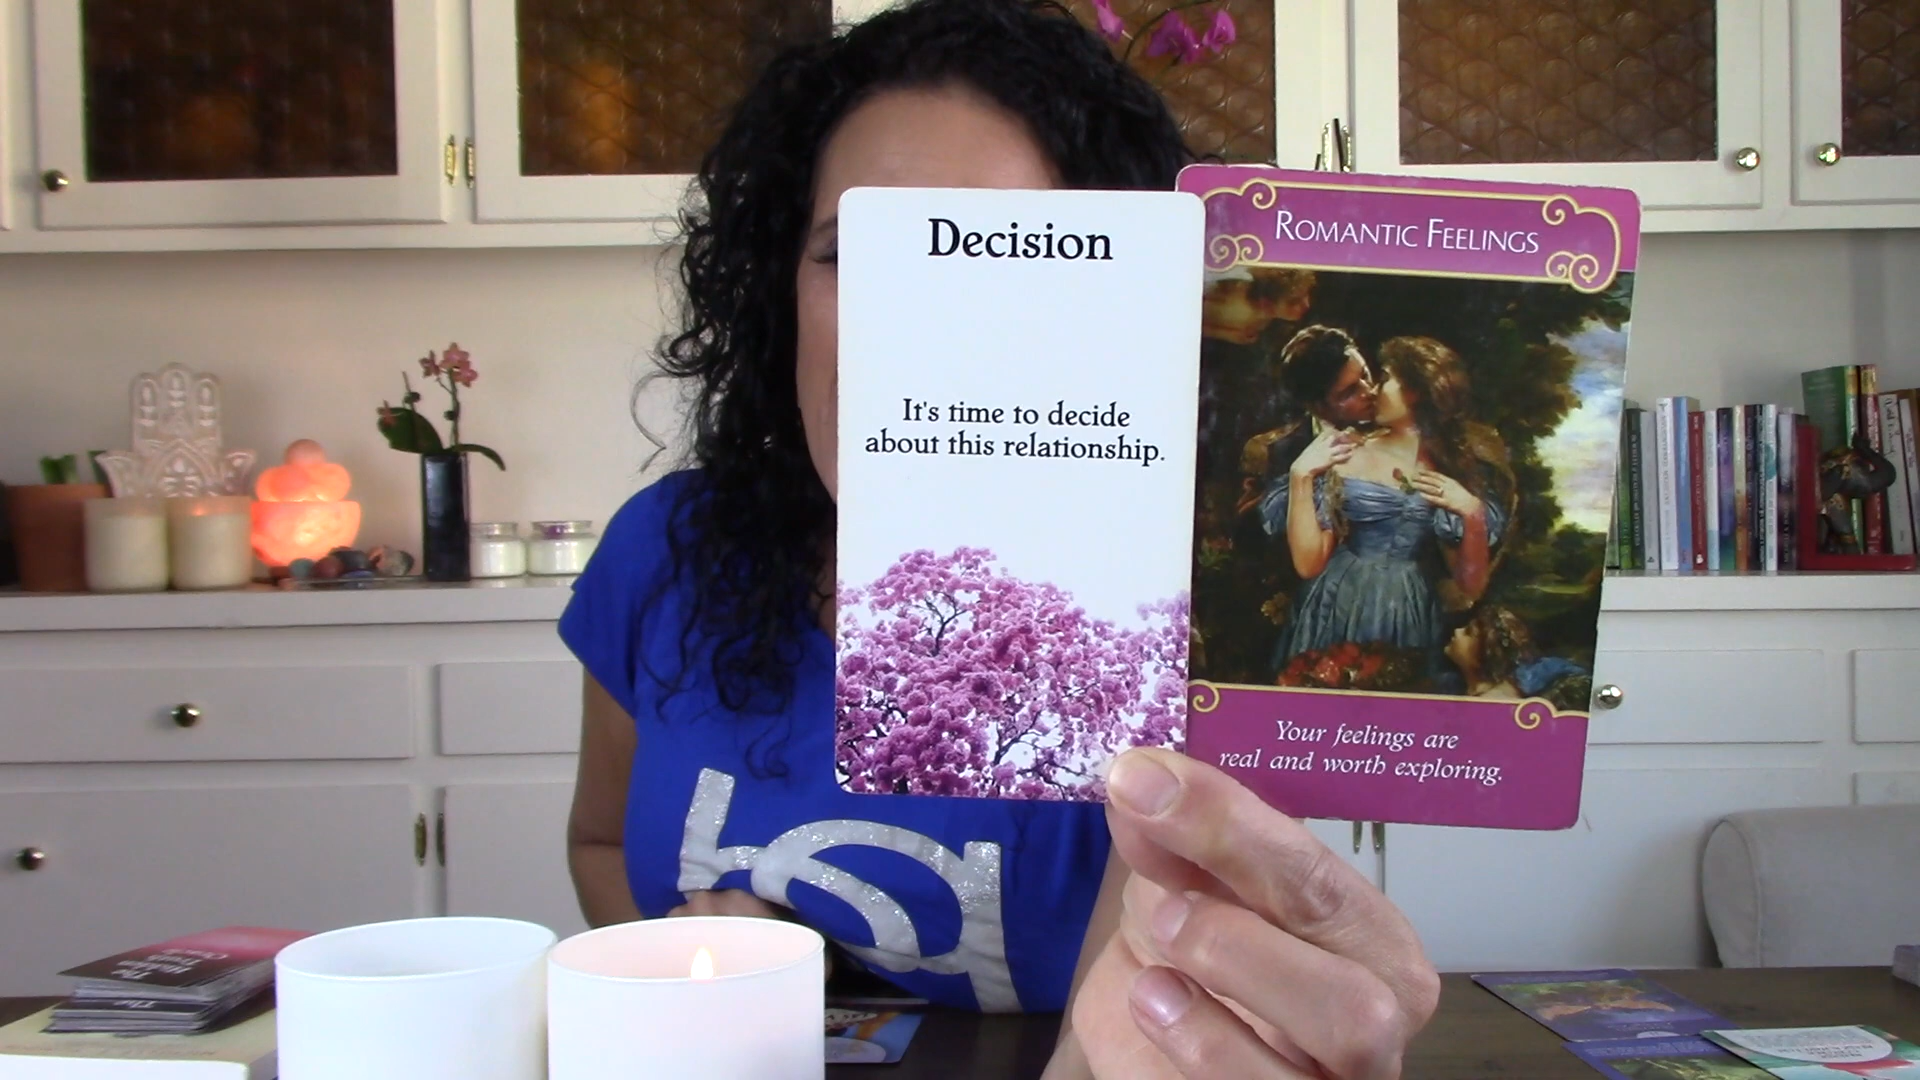 Decision
It's time to decide
about this relationship.
ROMANTIC FEELINGS
Your feelings are
real and worth exploring.